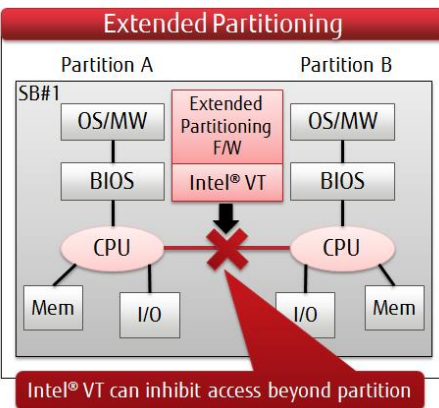 Extended Partitioning
Partition A
Partition B
SB#1
OS/MW
Extended
Partitioning
F/W
OS/MW
BIOS
Intel® VT
BIOS
CPU
CPU
Mem
I/O
I/O
Mem
Intel® VT can inhibit access beyond partition